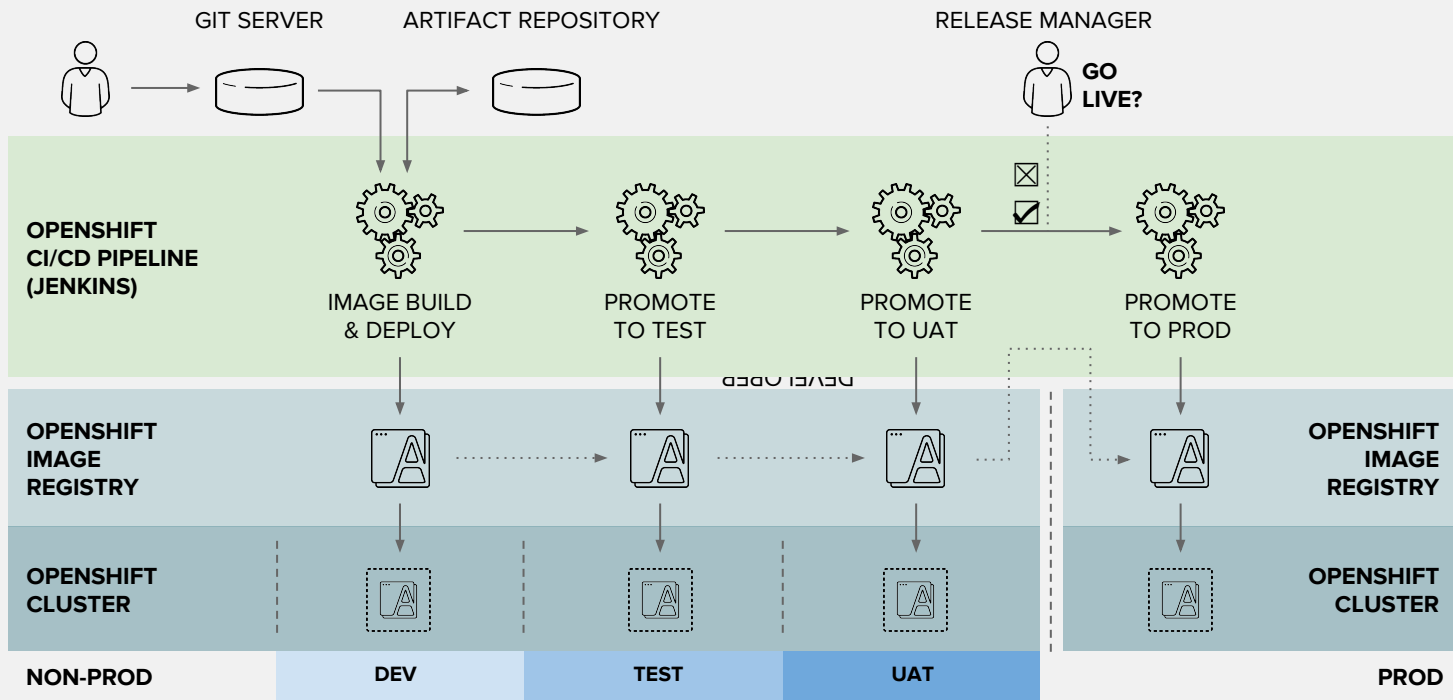 GIT SERVER
ARTIFACT REPOSITORY
RELEASE MANAGER
GO
LIVE?
OPENSHIFT
CI/CD PIPELINE
(JENKINS)
IMAGE BUILD
& DEPLOY
PROMOTE
TO TEST
PROMOTE
TO UAT
PROMOTE
TO PROD
DEVELOPER
OPENSHIFT
IMAGE
REGISTRY
OPENSHIFT
IMAGE
REGISTRY
OPENSHIFT
CLUSTER
OPENSHIFT
CLUSTER
NON-PROD
DEV
TEST
UAT
PROD